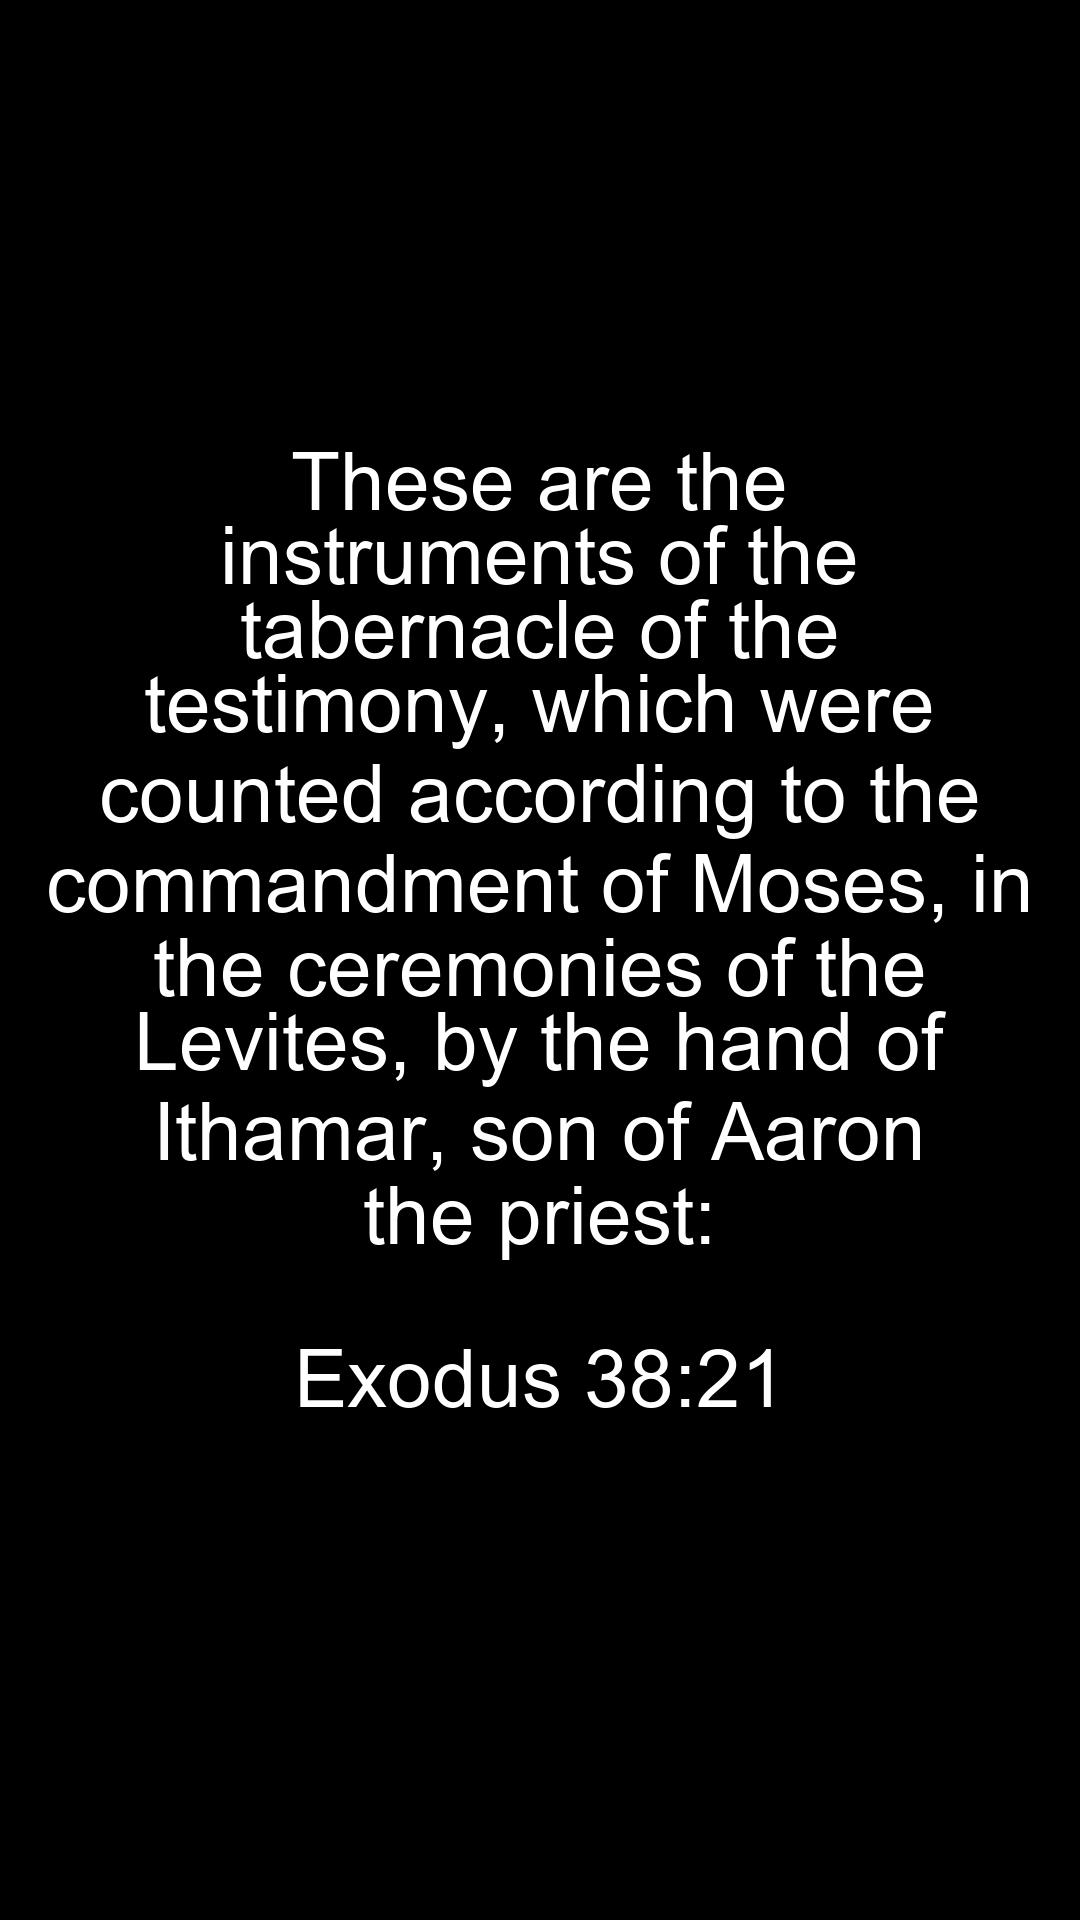 These are the
instruments of the
tabernacle of the
testimony, which were
counted according to the
commandment of Moses, in
the ceremonies of the
Levites, by the hand of
Ithamar, son of Aaron
the priest:
Exodus 38:21